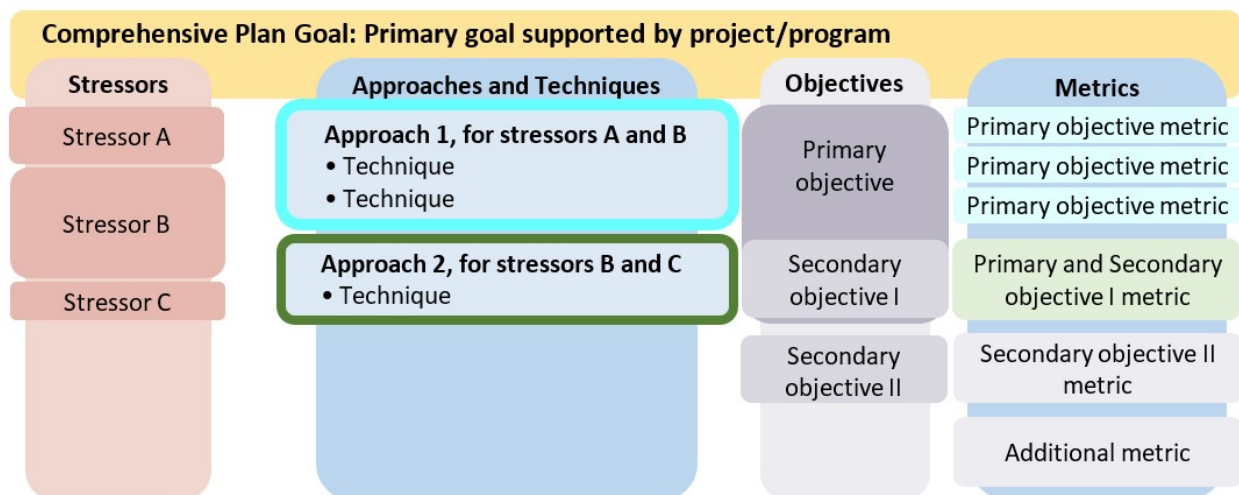 Comprehensive Plan Goal: Primary goal supported by project/program
Stressors
Stressor A
Stressor B
Stressor C
Approaches and Techniques
Approach 1, for stressors A and B
• Technique
• Technique
Approach 2, for stressors B and C
• Technique
Objectives
Primary
objective
Secondary
objective I
Secondary
objective II
Metrics
Primary objective metric
Primary objective metric
Primary objective metric
Primary and Secondary
objective I metric
Secondary objective II
metric
Additional metric